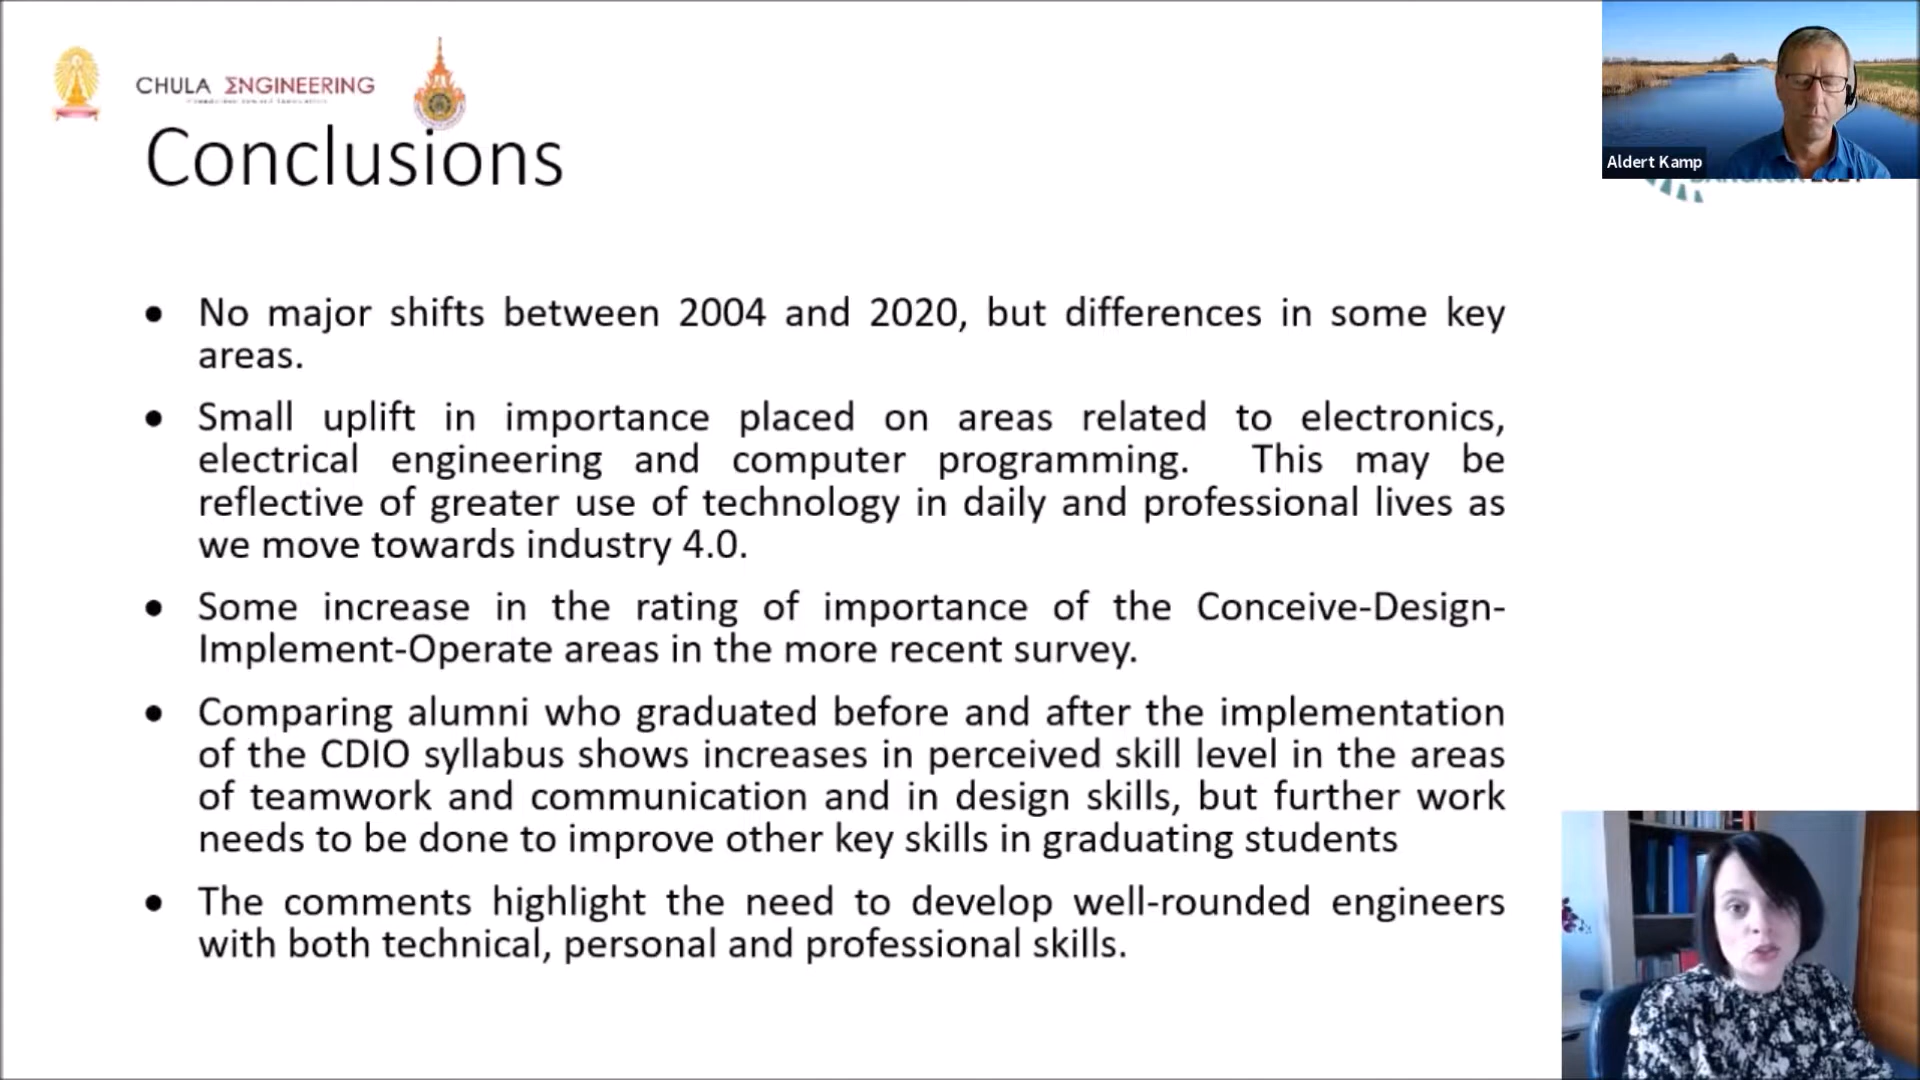 CHULA ΣNGINEERING
Conclusions
Aldert Kamp
• No major shifts between 2004 and 2020, but differences in some key
areas.
• Small uplift in importance placed on areas related to electronics,
electrical engineering and computer programming. This may be
reflective of greater use of technology in daily and professional lives as
we move towards industry 4.0.
• Some increase in the rating of importance of the Conceive-Design-
Implement-Operate areas in the more recent survey.
• Comparing alumni who graduated before and after the implementation
of the CDIO syllabus shows increases in perceived skill level in the areas
of teamwork and communication and in design skills, but further work
needs to be done to improve other key skills in graduating students
• The comments highlight the need to develop well-rounded engineers
with both technical, personal and professional skills.